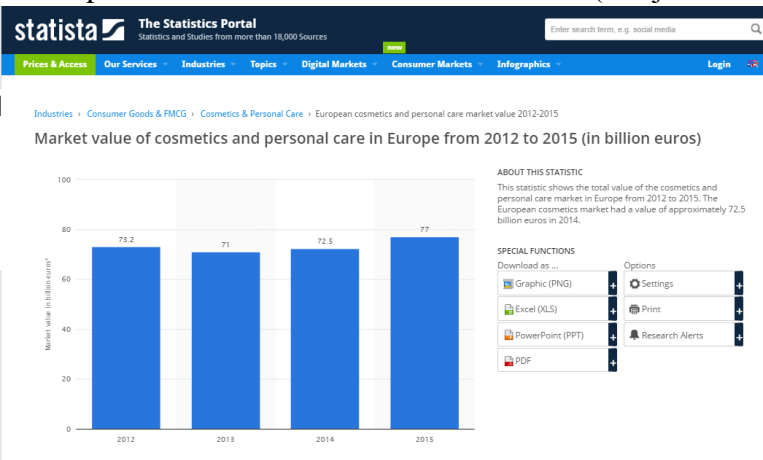 statista
The Statistics Portal
Statistics and Studies from more than 18,000 Sources
Enter search term, e.g. social media
new
Prices & Access Our Services Industries Topics Digital Markets Consumer Markets Infographics Login
Industries › Consumer Goods & FMCG › Cosmetics & Personal Care › European cosmetics and personal care market value 2012-2015
Market value of cosmetics and personal care in Europe from 2012 to 2015 (in billion euros)
Market value in billion euros*
100
80
60
40
20
0
73.2
71
72.5
77
2012
2013
2014
2015
ABOUT THIS STATISTIC
This statistic shows the total value of the cosmetics and
personal care market in Europe from 2012 to 2015. The
European cosmetics market had a value of approximately 72.5
billion euros in 2014.
SPECIAL FUNCTIONS
Download as ... Options
Graphic (PNG) + Settings +
Excel (XLS) + Print +
PowerPoint (PPT) + Research Alerts +
PDF +